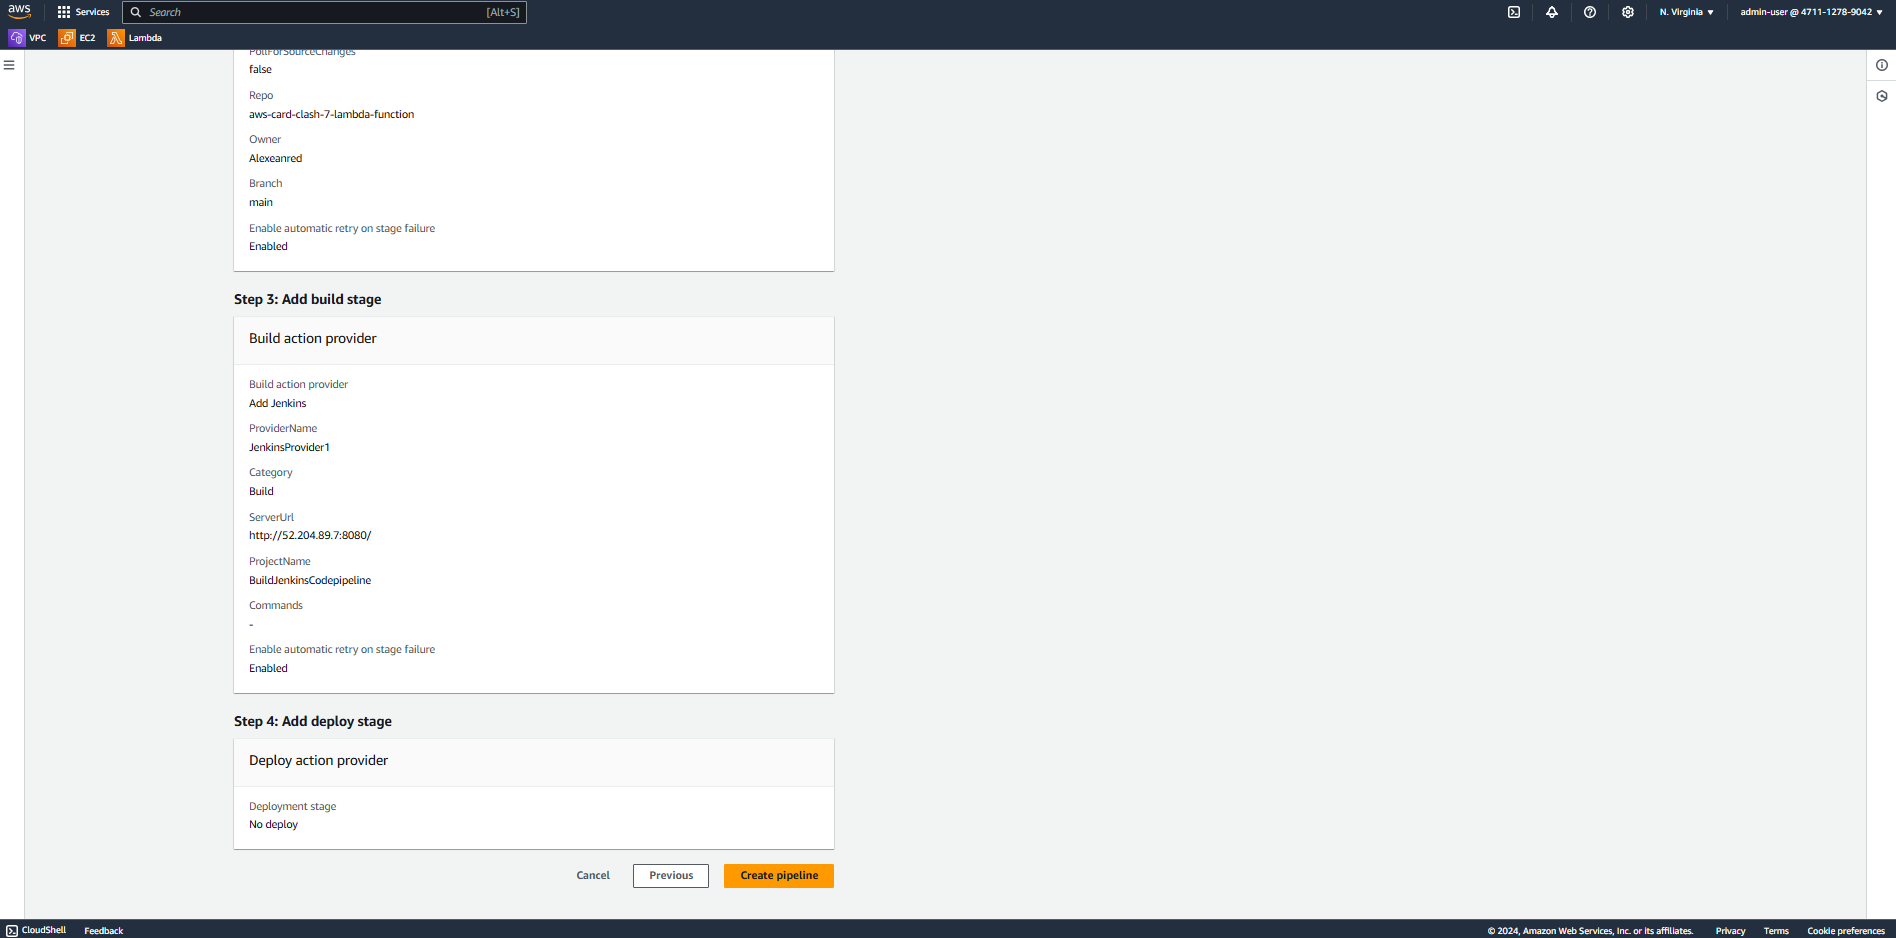 aws
Services
Search [Alt+S]
N. Virginia
admin-user @ 4711-1278-9042
VPC EC2 Lambda
PollForSourceChanges
false
Repo
aws-card-clash-7-lambda-function
Owner
Alexeanred
Branch
main
Enable automatic retry on stage failure
Enabled
Step 3: Add build stage
Build action provider
Build action provider
Add Jenkins
ProviderName
JenkinsProvider1
Category
Build
ServerUrl
http://52.204.89.7:8080/
ProjectName
BuildJenkinsCodepipeline
Commands
-
Enable automatic retry on stage failure
Enabled
Step 4: Add deploy stage
Deploy action provider
Deployment stage
No deploy
Cancel Previous Create pipeline
CloudShell Feedback © 2024, Amazon Web Services, Inc. or its affiliates. Privacy Terms Cookie preferences